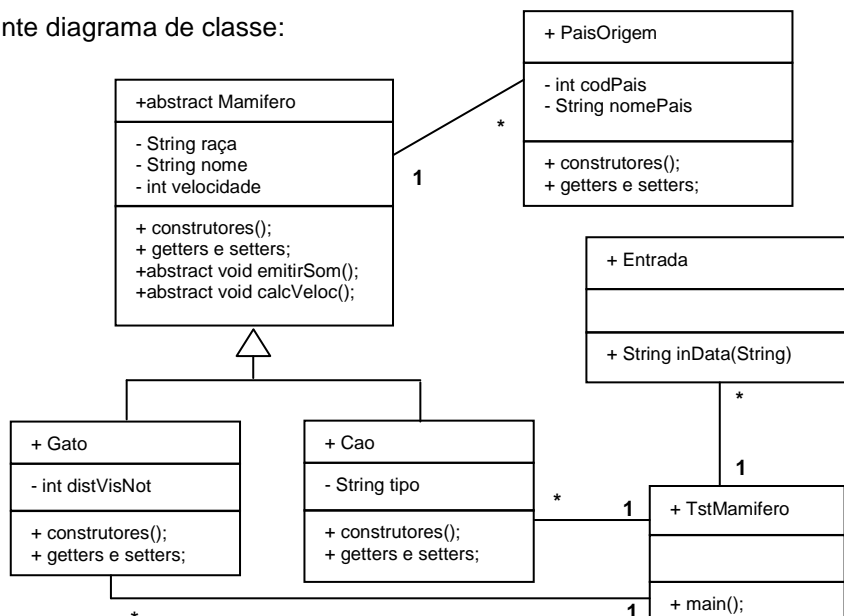 nte diagrama de classe:
+ PaisOrigem
- int codPais
- String nomePais
+ construtores();
+ getters e setters;
*
1
+abstract Mamifero
- String raça
- String nome
- int velocidade
+ construtores();
+ getters e setters;
+abstract void emitirSom();
+abstract void calcVeloc();
+ Entrada
+ String inData(String)
*
1
+ Gato
- int distVisNot
+ construtores();
+ getters e setters;
+ Cao
- String tipo
+ construtores();
+ getters e setters;
*
1
+ TstMamifero
+ main();
*
1